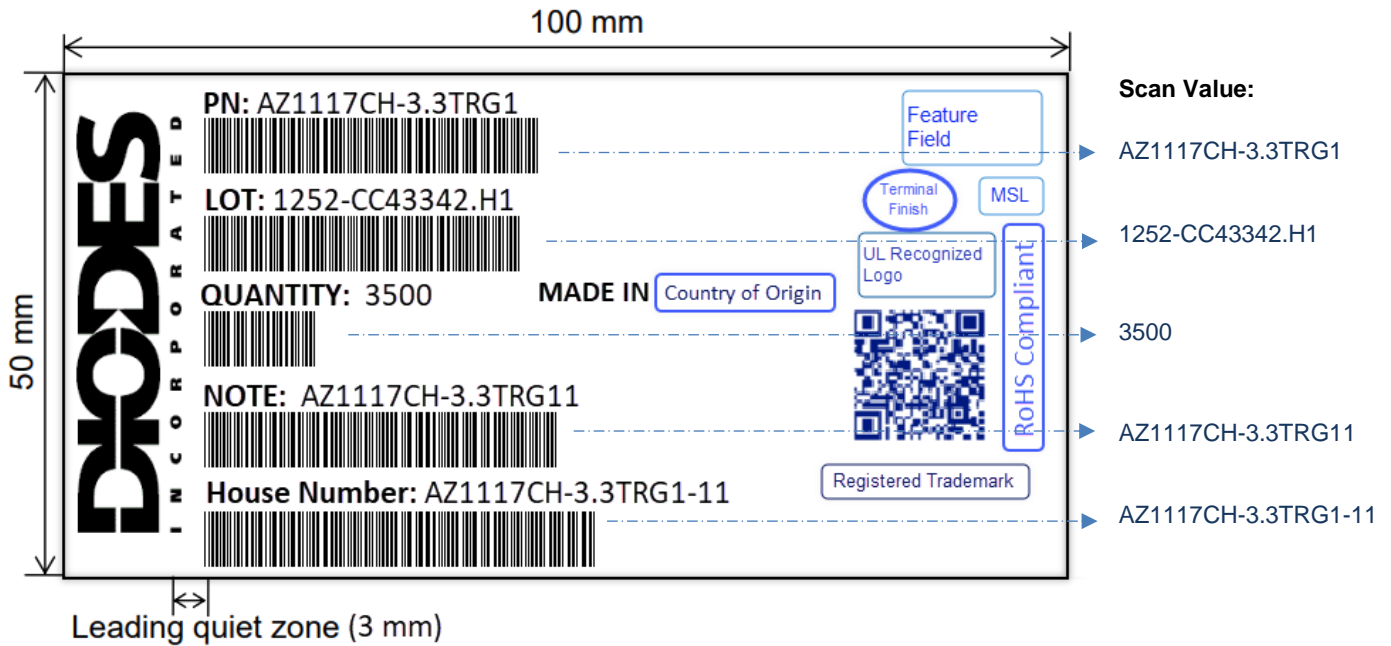 100 mm
50 mm
DIODES
INCORPORATED
PN: AZ1117CH-3.3TRG1
LOT: 1252-CC43342.H1
QUANTITY: 3500
MADE IN Country of Origin
NOTE: AZ1117CH-3.3TRG11
House Number: AZ1117CH-3.3TRG1-11
Feature
Field
Terminal
Finish
MSL
UL Recognized
Logo
RoHS Compliant
Registered Trademark
Scan Value:
AZ1117CH-3.3TRG1
1252-CC43342.H1
3500
AZ1117CH-3.3TRG11
AZ1117CH-3.3TRG1-11
Leading quiet zone (3 mm)